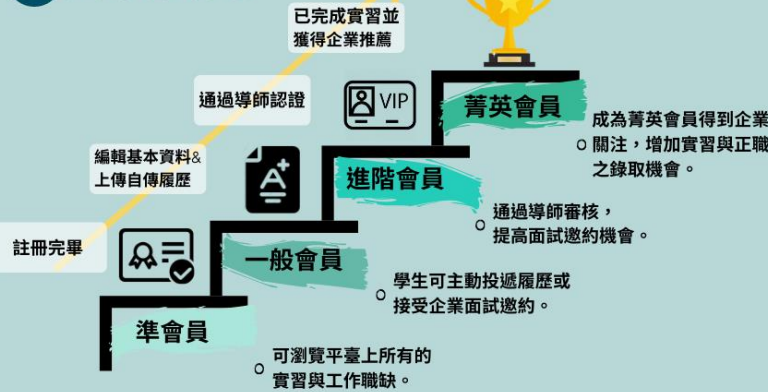 已完成實習並
獲得企業推薦
通過導師認證
VIP
菁英會員
成為菁英會員得到企業
關注，增加實習與正職
之錄取機會。
編輯基本資料&
上傳自傳履歷
A+
進階會員
通過導師審核，
提高面試邀約機會。
註冊完畢
一般會員
學生可主動投遞履歷或
接受企業面試邀約。
準會員
可瀏覽平臺上所有的
實習與工作職缺。